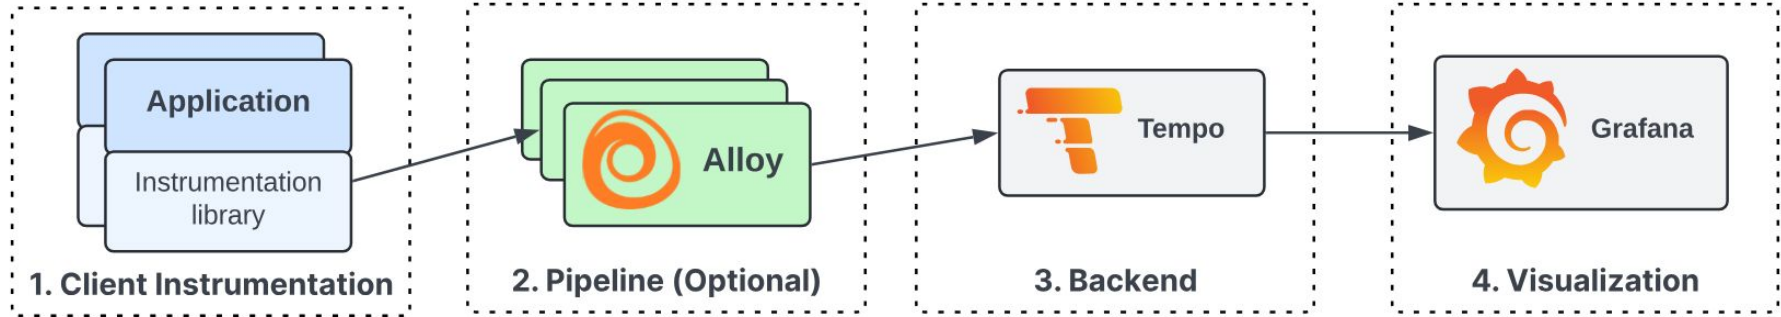 Application
Instrumentation
library
1. Client Instrumentation
Alloy
2. Pipeline (Optional)
Tempo
3. Backend
Grafana
4. Visualization